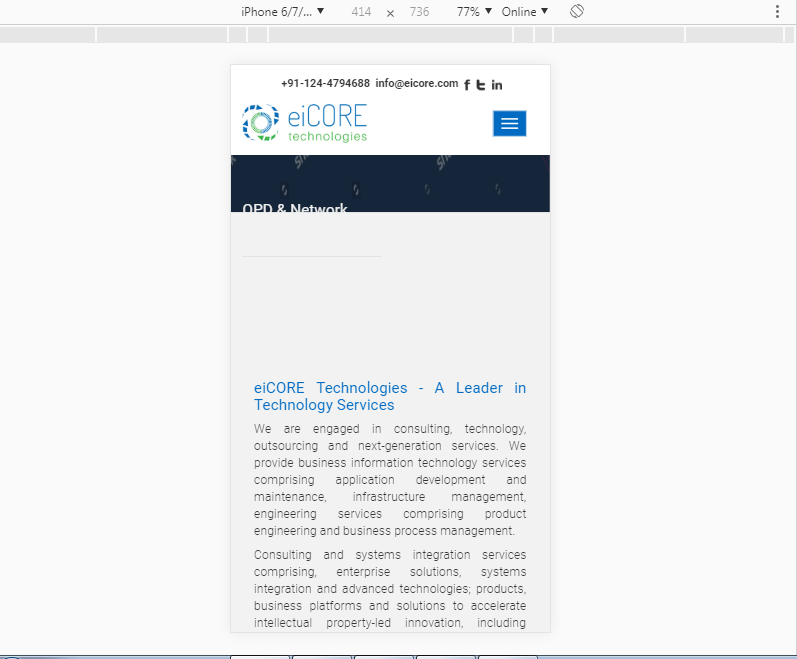 iPhone 6/7/... ▼ 414 × 736 77% ▼ Online ▼
+91-124-4794688 info@eicore.com
eiCORE
technologies
OPD & Network
eiCORE Technologies - A Leader in
Technology Services
We are engaged in consulting, technology,
outsourcing and next-generation services. We
provide business information technology services
comprising application development and
maintenance, infrastructure management,
engineering services comprising product
engineering and business process management.
Consulting and systems integration services
comprising, enterprise solutions, systems
integration and advanced technologies; products,
business platforms and solutions to accelerate
intellectual property-led innovation, including